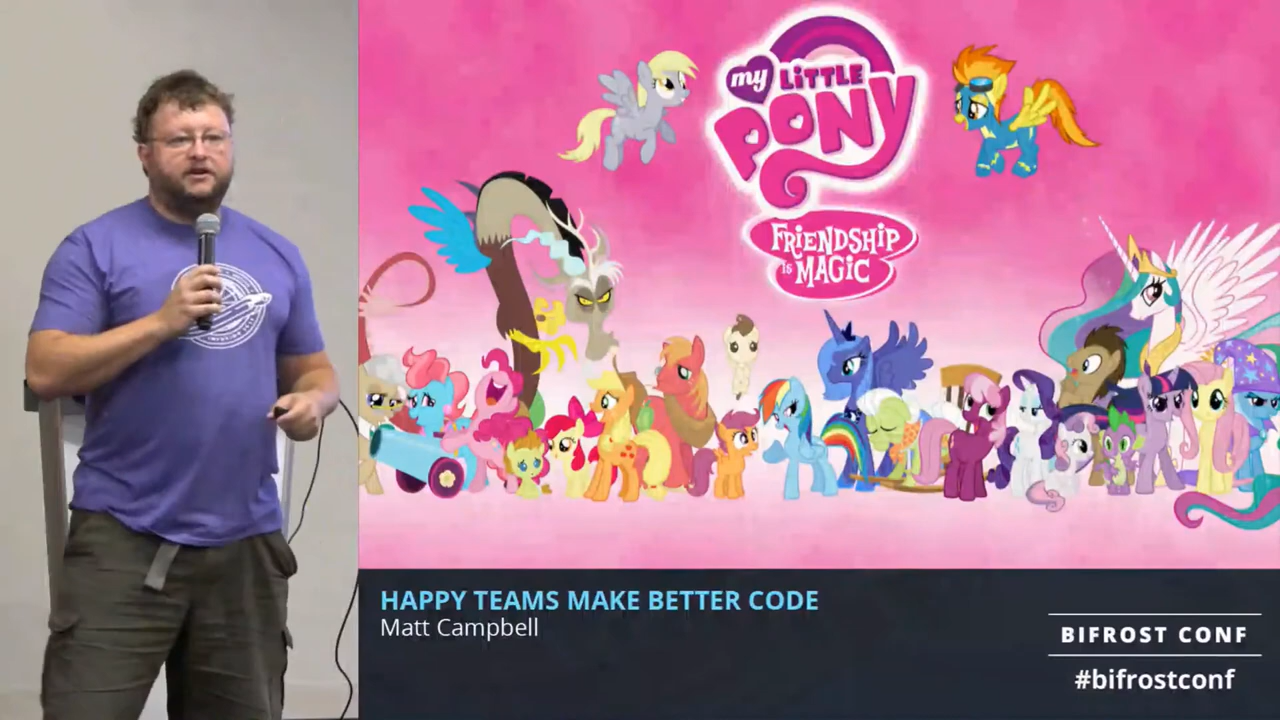 my LiTTLE
PONY
FRiENDSHiP
is MAGiC
HAPPY TEAMS MAKE BETTER CODE
Matt Campbell
BIFROST CONF
#bifrostconf